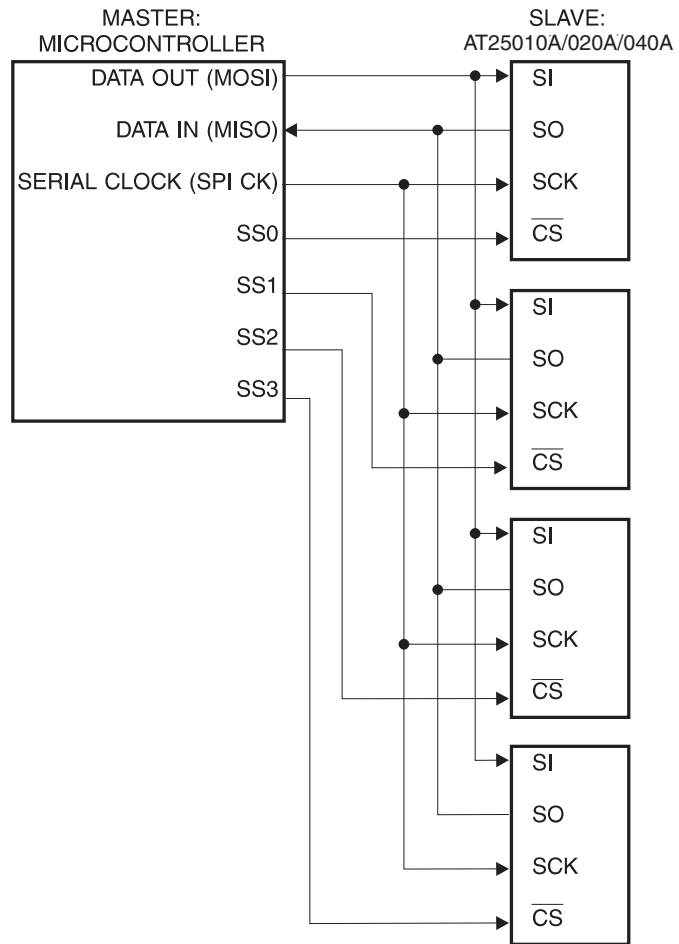 MASTER:
MICROCONTROLLER
DATA OUT (MOSI)
DATA IN (MISO)
SERIAL CLOCK (SPI CK)
SS0
SS1
SS2
SS3
SLAVE:
AT25010A/020A/040A
SI
SO
SCK
CS
SI
SO
SCK
CS
SI
SO
SCK
CS
SI
SO
SCK
CS